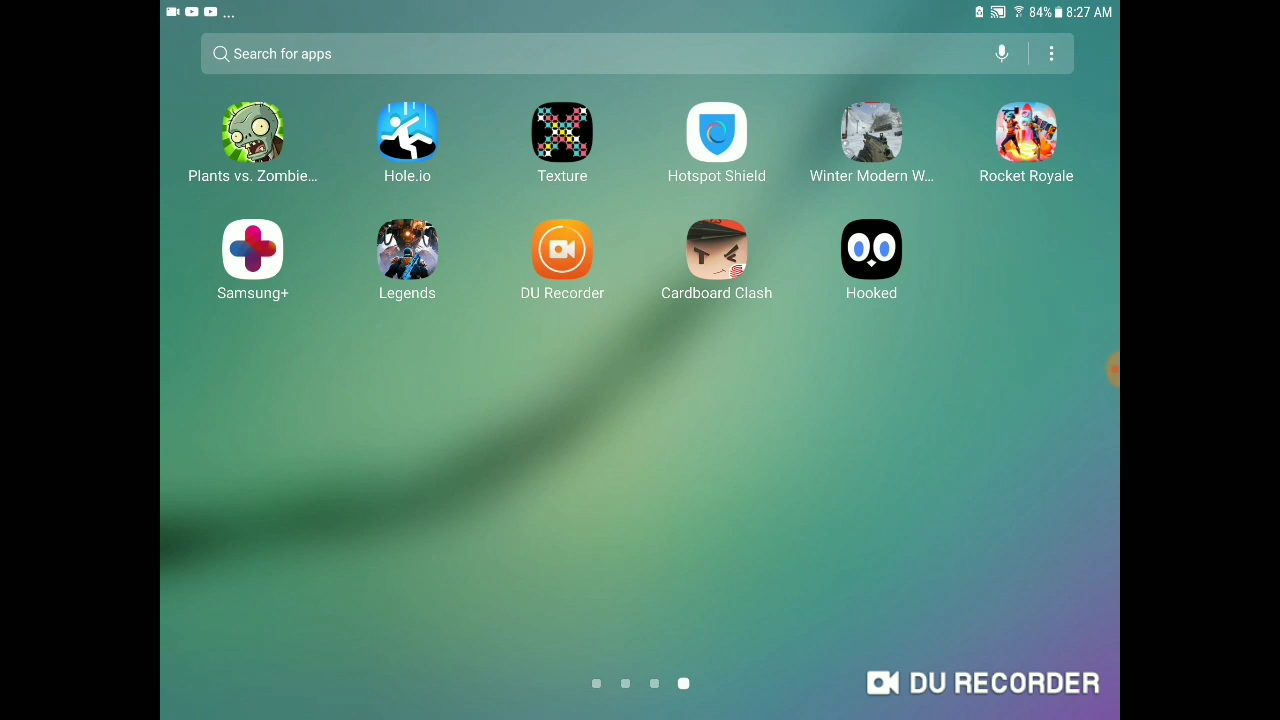 ... 84% 8:27 AM
Search for apps
Plants vs. Zombie... Hole.io Texture Hotspot Shield Winter Modern W... Rocket Royale
Samsung+ Legends DU Recorder Cardboard Clash Hooked
DU RECORDER